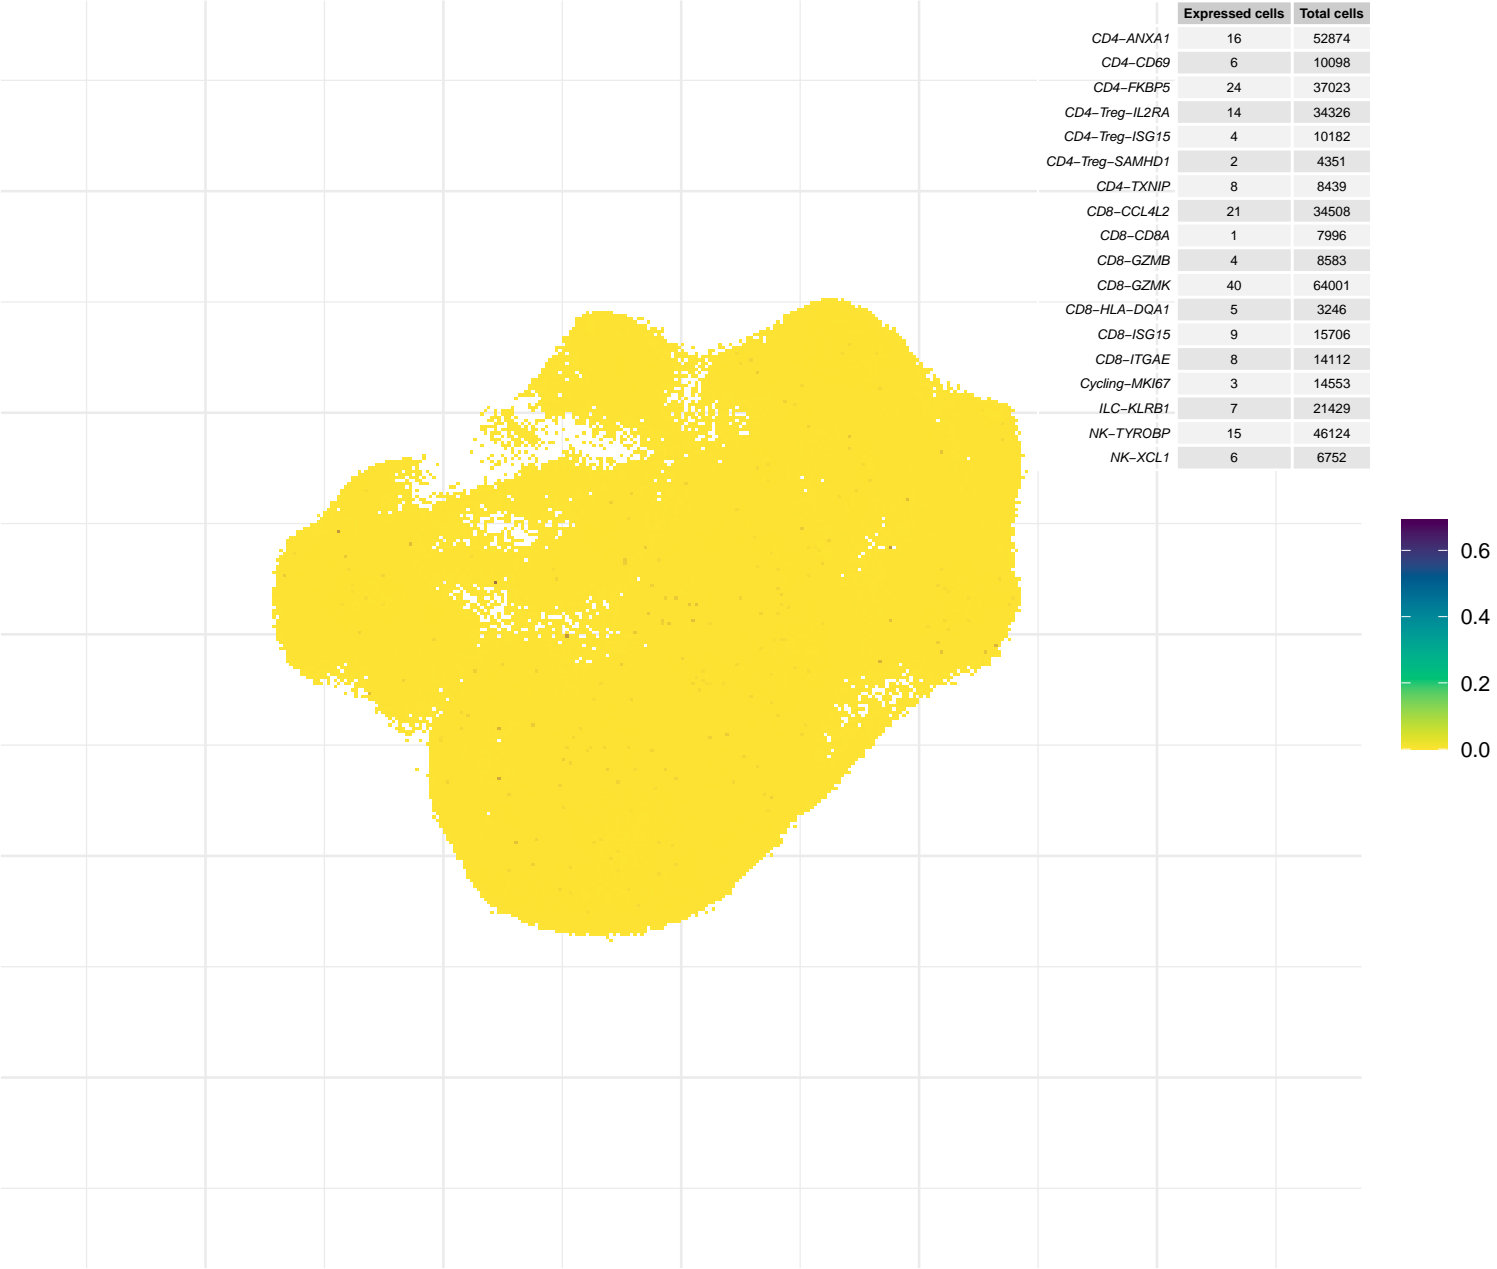 Expressed cells Total cells
CD4−ANXA1 16 52874
CD4−CD69 6 10098
CD4−FKBP5 24 37023
CD4−Treg−IL2RA 14 34326
CD4−Treg−ISG15 4 10182
CD4−Treg−SAMHD1 2 4351
CD4−TXNIP 8 8439
CD8−CCL4L2 21 34508
CD8−CD8A 1 7996
CD8−GZMB 4 8583
CD8−GZMK 40 64001
CD8−HLA−DQA1 5 3246
CD8−ISG15 9 15706
CD8−ITGAE 8 14112
Cycling−MKI67 3 14553
ILC−KLRB1 7 21429
NK−TYROBP 15 46124
NK−XCL1 6 6752
0.6
0.4
0.2
0.0